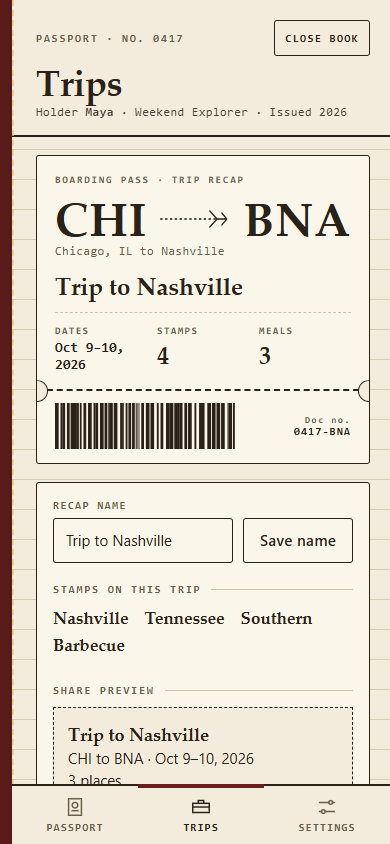 PASSPORT · NO. 0417
CLOSE BOOK
Trips
Holder Maya · Weekend Explorer · Issued 2026
BOARDING PASS · TRIP RECAP
CHI BNA
Chicago, IL to Nashville
Trip to Nashville
DATES STAMPS MEALS
Oct 9–10, 2026 4 3
Doc no.
0417-BNA
RECAP NAME
Trip to Nashville Save name
STAMPS ON THIS TRIP
Nashville Tennessee Southern
Barbecue
SHARE PREVIEW
Trip to Nashville
CHI to BNA · Oct 9–10, 2026
3 places
PASSPORT TRIPS SETTINGS